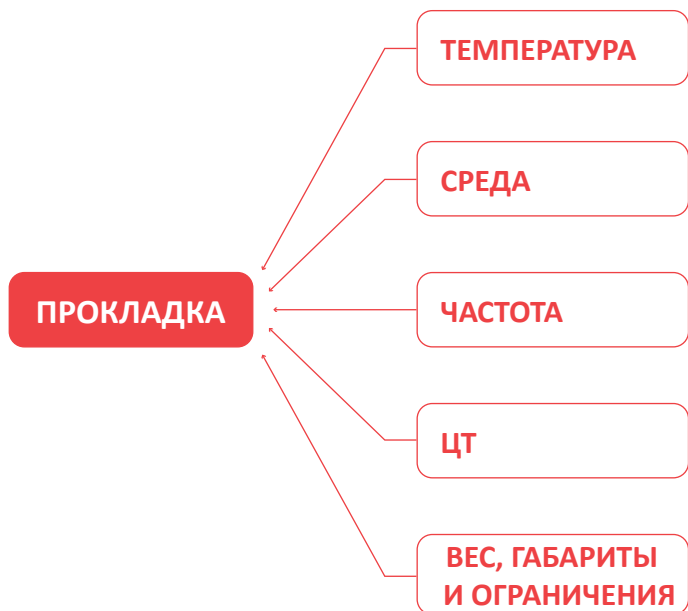 ТЕМПЕРАТУРА
СРЕДА
ПРОКЛАДКА
ЧАСТОТА
ЦТ
ВЕС, ГАБАРИТЫ
И ОГРАНИЧЕНИЯ